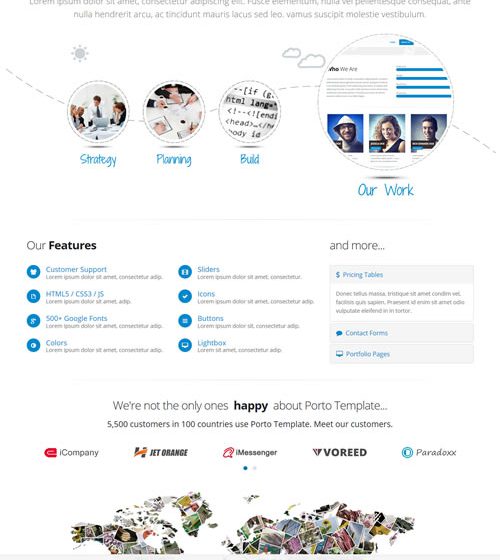 Lorem ipsum dolor sit amet, consectetur adipiscing elit. Fusce elementum, nulla vel pellentesque consequat, ante
nulla hendrerit arcu, ac tincidunt mauris lacus sed leo. vamus suscipit molestie vestibulum.
--[if (g
html lang=
<!--<![endi
<head>...</
body id
Who We Are
Strategy
Planning
Build
Our Work
Our Features
and more...
Customer Support
Lorem ipsum dolor sit amet, consectetur adip.
HTML5 / CSS3 / JS
Lorem ipsum dolor sit amet, adip.
500+ Google Fonts
Lorem ipsum dolor sit amet, consectetur adip.
Colors
Lorem ipsum dolor sit amet, consectetur adip.
Sliders
Lorem ipsum dolor sit amet, consectetur.
Icons
Lorem ipsum dolor sit amet, consectetur adip.
Buttons
Lorem ipsum dolor sit, consectetur adip.
Lightbox
Lorem sit amet, consectetur adip.
$ Pricing Tables
Donec tellus massa, tristique sit amet condim vel,
facilisis quis sapien. Praesent id enim sit amet odio
vulputate eleifend in in tortor.
Contact Forms
Portfolio Pages
We're not the only ones happy about Porto Template...
5,500 customers in 100 countries use Porto Template. Meet our customers.
iCompany
JET ORANGE
iMessenger
VOREED
Paradoxx